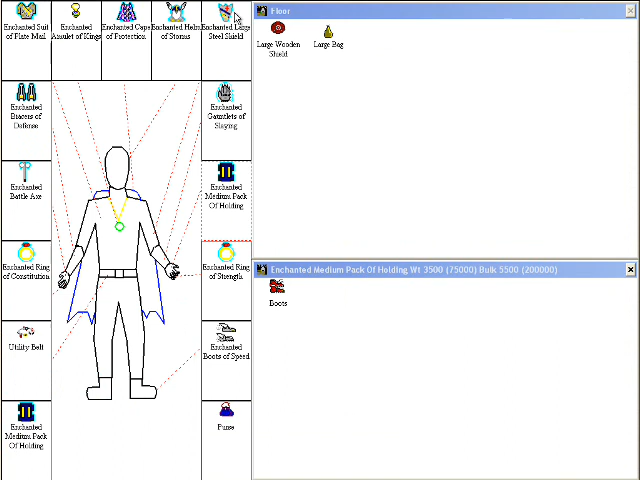 Enchanted Suit
of Plate Mail
Enchanted
Amulet of Kings
Enchanted Cape
of Protection
Enchanted Helm
of Storms
Enchanted Large
Steel Shield
Floor
Large Wooden
Shield
Large Bag
Enchanted
Bracers of
Defense
Enchanted
Gauntlets of
Slaying
Enchanted
Battle Axe
Enchanted
Medium Pack
Of Holding
Enchanted Ring
of Constitution
Enchanted Ring
of Strength
Enchanted Medium Pack Of Holding Wt 3500 (75000) Bulk 5500 (200000)
Boots
Utility Belt
Enchanted
Boots of Speed
Enchanted
Medium Pack
Of Holding
Purse